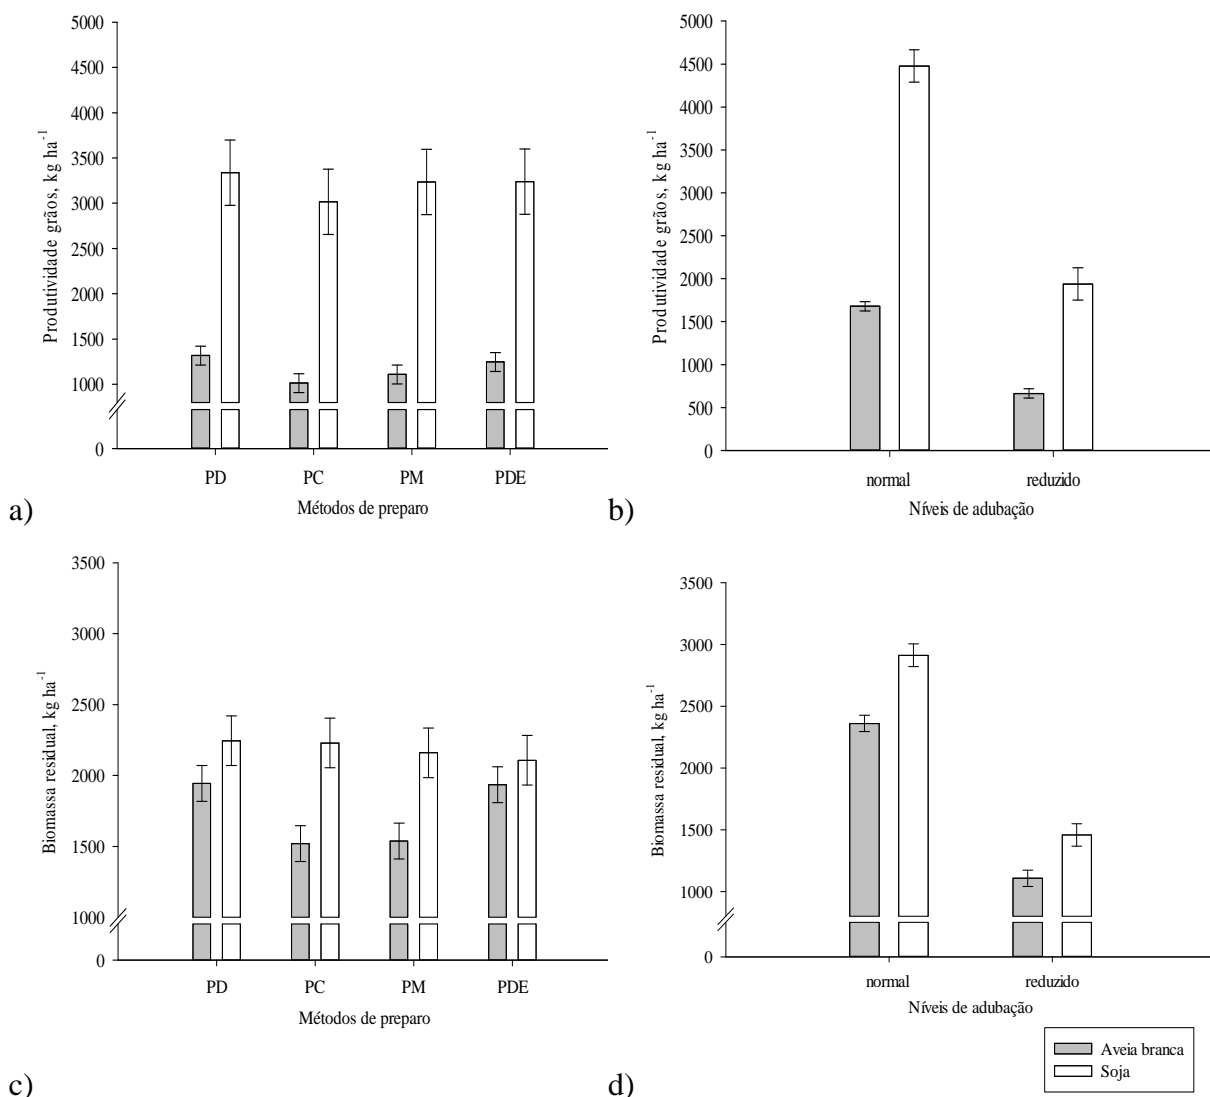 5000
4500
4000
3500
3000
2500
2000
1500
1000
0
Produtividade grãos, kg ha⁻¹
PD PC PM PDE
Métodos de preparo
a)
5000
4500
4000
3500
3000
2500
2000
1500
1000
500
0
Produtividade grãos, kg ha⁻¹
normal reduzido
Níveis de adubação
b)
3500
3000
2500
2000
1500
1000
0
Biomassa residual, kg ha⁻¹
PD PC PM PDE
Métodos de preparo
c)
3500
3000
2500
2000
1500
1000
0
Biomassa residual, kg ha⁻¹
normal reduzido
Níveis de adubação
d)
Aveia branca
Soja